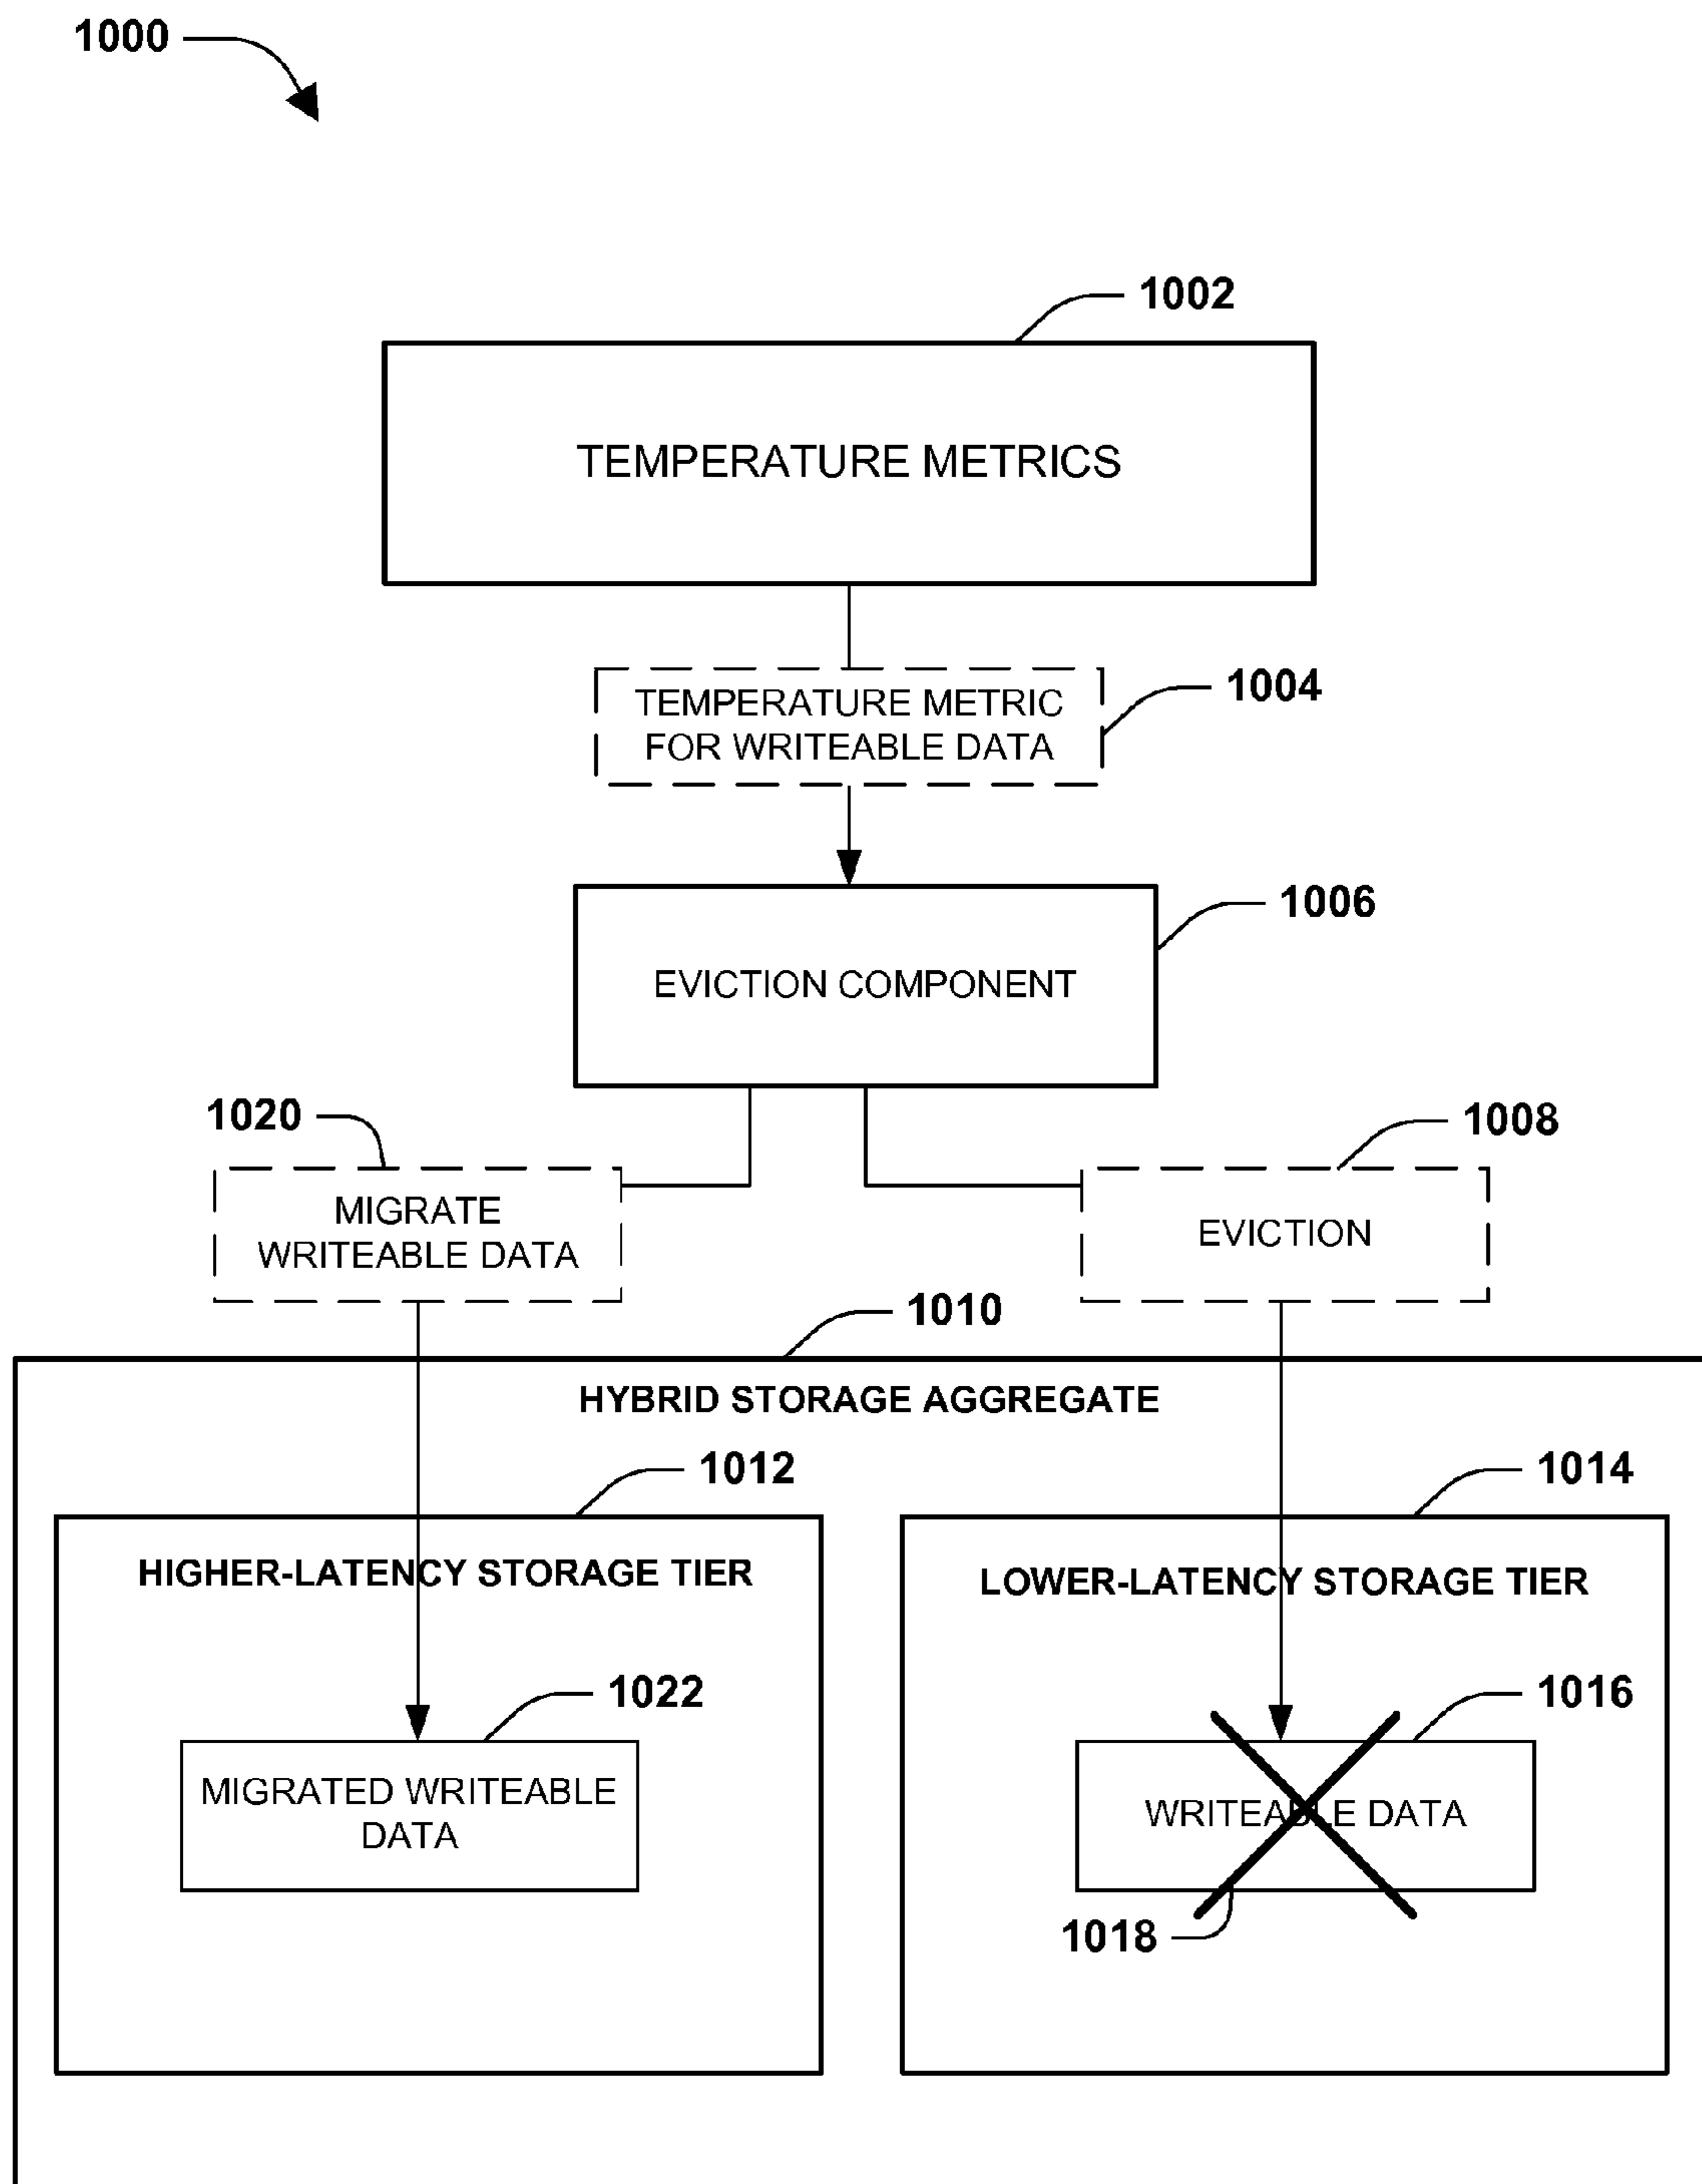 1000
1002
TEMPERATURE METRICS
1004
TEMPERATURE METRIC
FOR WRITEABLE DATA
1006
EVICTION COMPONENT
1020
1008
MIGRATE
WRITEABLE DATA
EVICTION
1010
HYBRID STORAGE AGGREGATE
1012
1014
HIGHER-LATENCY STORAGE TIER
LOWER-LATENCY STORAGE TIER
1022
1016
MIGRATED WRITEABLE
DATA
WRITEABLE DATA
1018